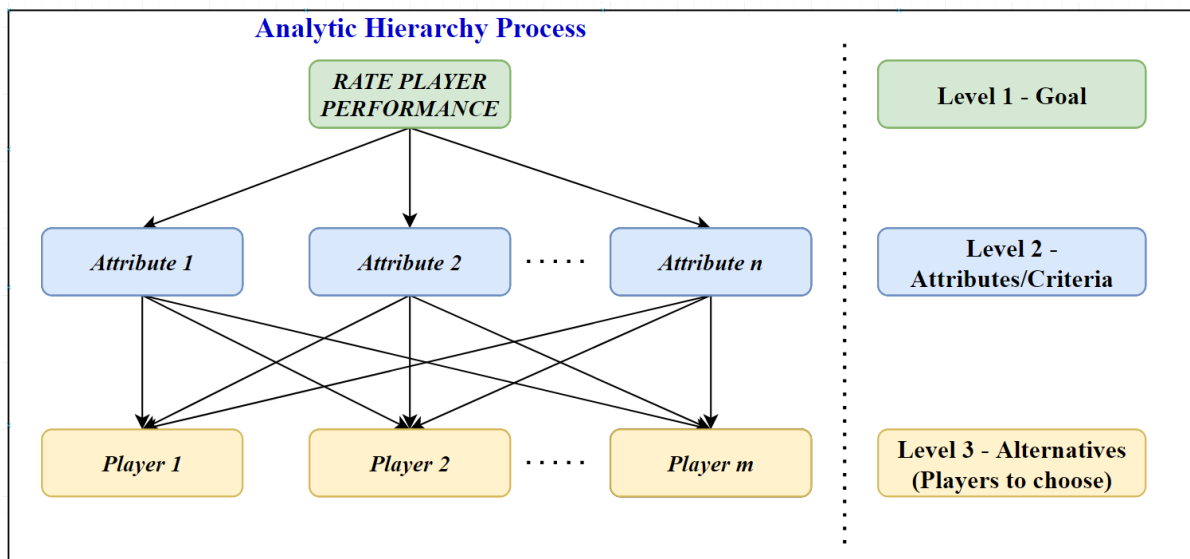 Analytic Hierarchy Process
RATE PLAYER
PERFORMANCE
Level 1 - Goal
Attribute 1
Attribute 2
Attribute n
Level 2 -
Attributes/Criteria
Player 1
Player 2
Player m
Level 3 - Alternatives
(Players to choose)